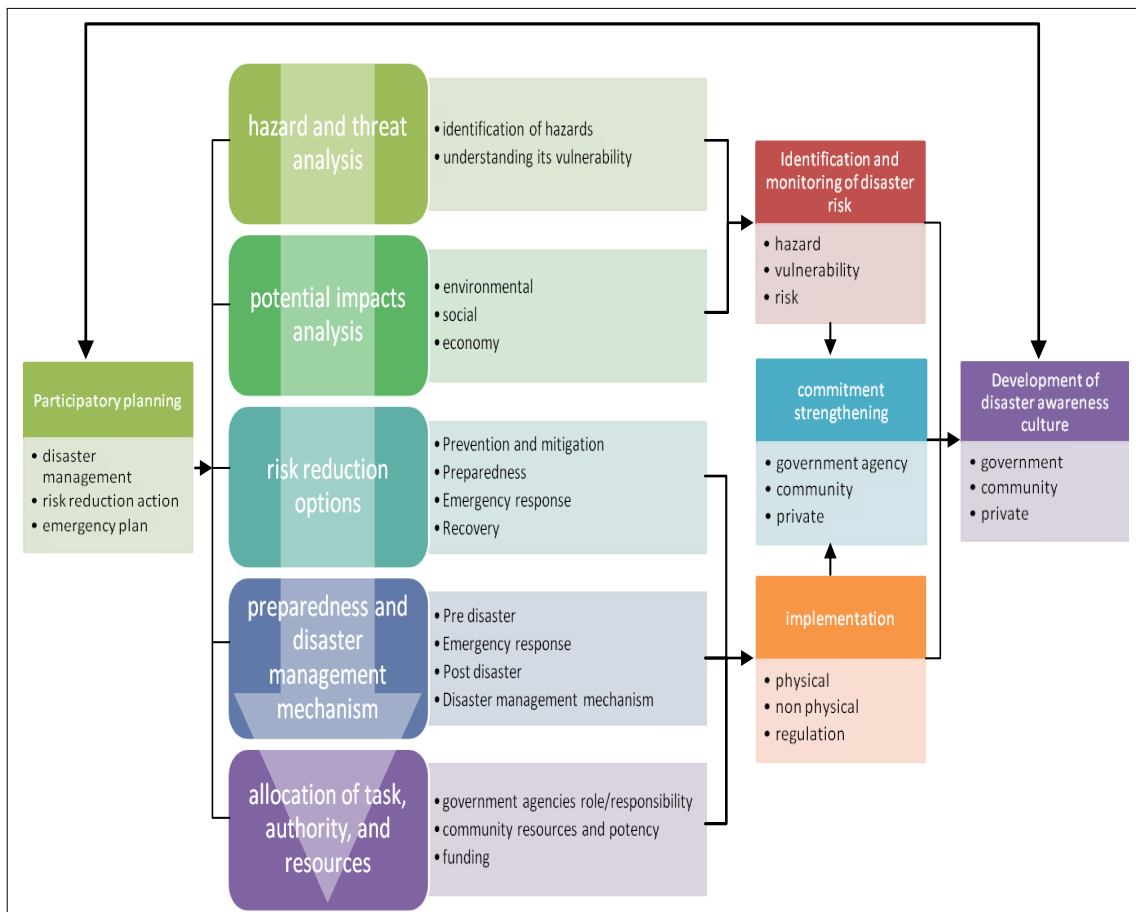 Participatory planning
• disaster
management
• risk reduction action
• emergency plan
hazard and threat
analysis
• identification of hazards
• understanding its vulnerability
potential impacts
analysis
• environmental
• social
• economy
risk reduction
options
• Prevention and mitigation
• Preparedness
• Emergency response
• Recovery
preparedness and
disaster
management
mechanism
• Pre disaster
• Emergency response
• Post disaster
• Disaster management mechanism
allocation of task,
authority, and
resources
• government agencies role/responsibility
• community resources and potency
• funding
Identification and
monitoring of disaster
risk
• hazard
• vulnerability
• risk
commitment
strengthening
• government agency
• community
• private
implementation
• physical
• non physical
• regulation
Development of
disaster awareness
culture
• government
• community
• private